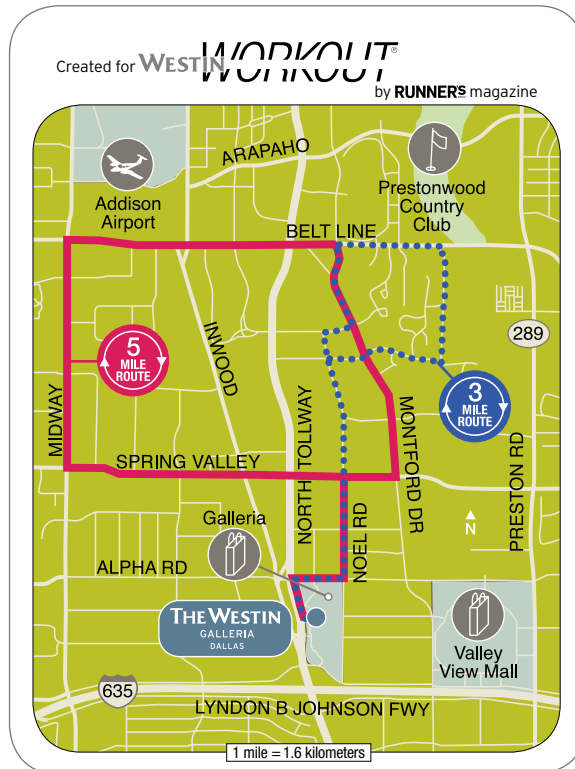 Created for WESTIN WORKOUT®
by RUNNER'S magazine
ARAPAHO
Addison
Airport
Prestonwood
Country
Club
BELT LINE
INWOOD
289
5
MILE
ROUTE
3
MILE
ROUTE
MIDWAY
NORTH TOLLWAY
MONTFORD DR
PRESTON RD
SPRING VALLEY
NOEL RD
N
Galleria
ALPHA RD
THE WESTIN
GALLERIA
DALLAS
Valley
View Mall
635
LYNDON B JOHNSON FWY
1 mile = 1.6 kilometers